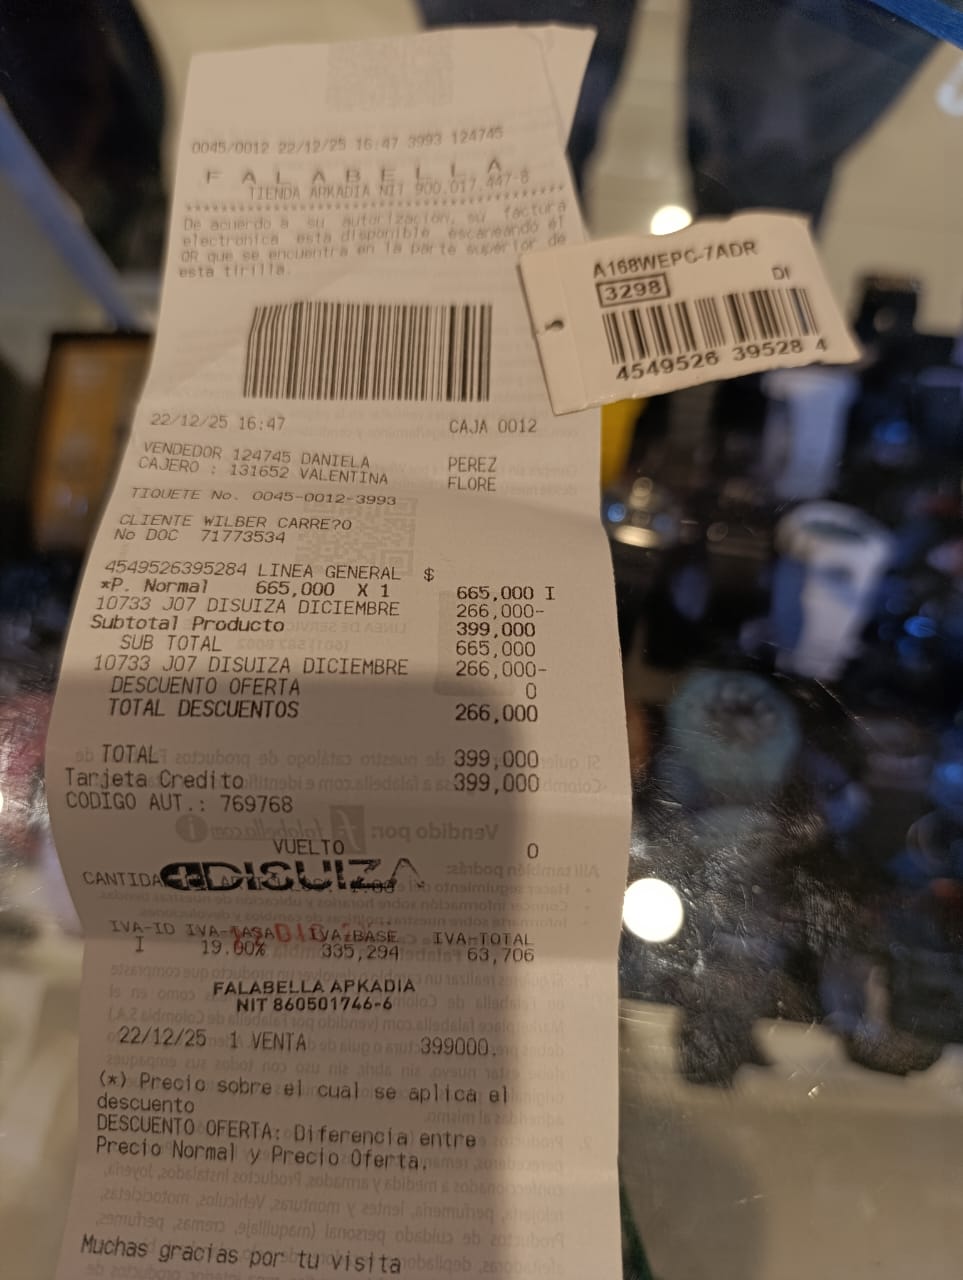 0045/0012 22/12/25 16:47 3993 124745
FALABELLA
TIENDA ARKADIA NIT 900.017.447-8
De acuerdo a su autorizacion, su factura
electronica esta disponible escaneando el
QR que se encuentra en la parte superior de
esta tirilla.
A168WEPC-7ADR
DF
3298
4549526 39528 4
22/12/25 16:47 CAJA 0012
VENDEDOR 124745 DANIELA PEREZ
CAJERO : 131652 VALENTINA FLORE
TIQUETE No. 0045-0012-3993
CLIENTE WILBER CARRE?O
No DOC 71773534
4549526395284 LINEA GENERAL $
*P. Normal 665,000 X 1 665,000 I
10733 J07 DISUIZA DICIEMBRE 266,000-
Subtotal Producto 399,000
SUB TOTAL 665,000
10733 J07 DISUIZA DICIEMBRE 266,000-
DESCUENTO OFERTA 0
TOTAL DESCUENTOS 266,000
TOTAL 399,000
Tarjeta Credito 399,000
CODIGO AUT.: 769768
VUELTO 0
CANTIDA
DISUIZA
IVA-ID IVA-TASA IVA-BASE IVA-TOTAL
I 19.00% 335,294 63,706
FALABELLA ARKADIA
NIT 860501746-6
22/12/25 1 VENTA 399000.
(*) Precio sobre el cual se aplica el
descuento
DESCUENTO OFERTA: Diferencia entre
Precio Normal y Precio Oferta.
Muchas gracias por tu visita